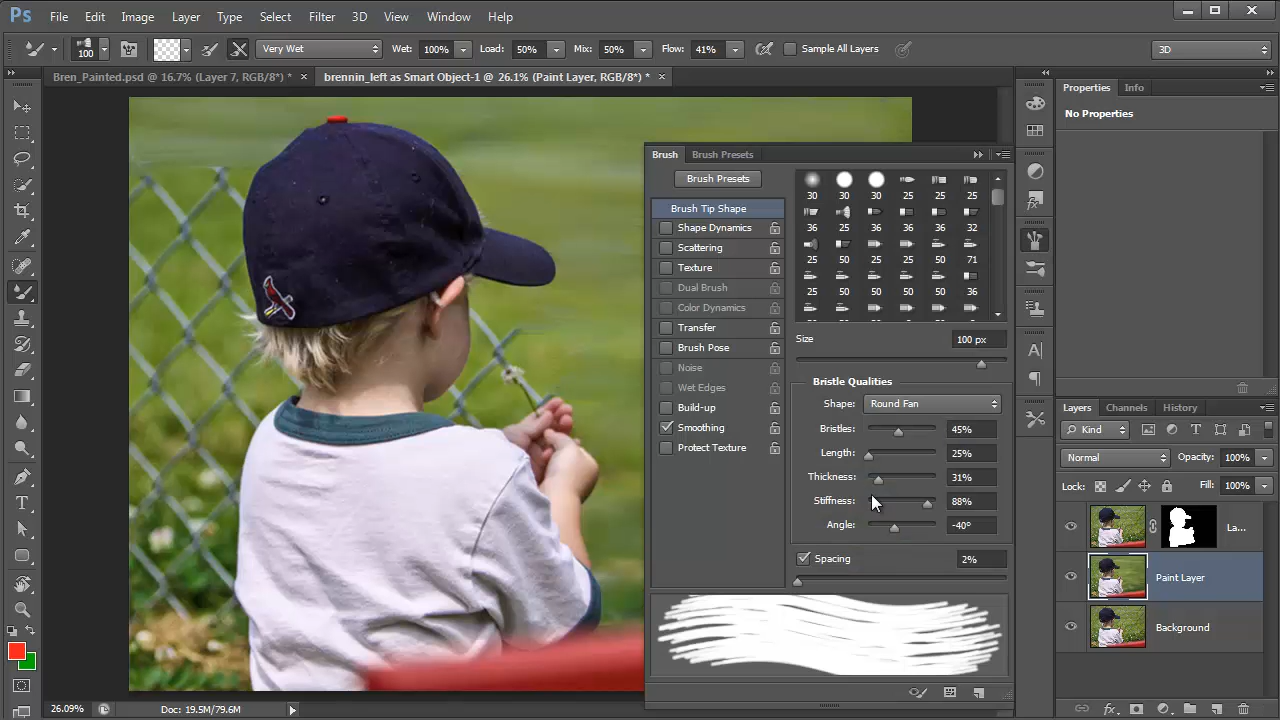 Ps File Edit Image Layer Type Select Filter 3D View Window Help
100 Very Wet Wet: 100% Load: 50% Mix: 50% Flow: 41% Sample All Layers 3D
Bren_Painted.psd @ 16.7% (Layer 7, RGB/8*) * × brennin_left as Smart Object-1 @ 26.1% (Paint Layer, RGB/8*) * ×
Properties Info
No Properties
Brush Brush Presets
Brush Presets
30 30 30 25 25 25
36 25 36 36 36 32
25 50 25 25 50 71
25 50 50 50 50 36
Brush Tip Shape
Shape Dynamics
Scattering
Texture
Dual Brush
Color Dynamics
Transfer
Brush Pose
Noise
Wet Edges
Build-up
Smoothing
Protect Texture
Size 100 px
Bristle Qualities
Shape: Round Fan
Bristles: 45%
Length: 25%
Thickness: 31%
Stiffness: 88%
Angle: -40º
Spacing 2%
Layers Channels History
Kind
Normal Opacity: 100%
Lock: Fill: 100%
La...
Paint Layer
Background
26.09% Doc: 19.5M/79.6M